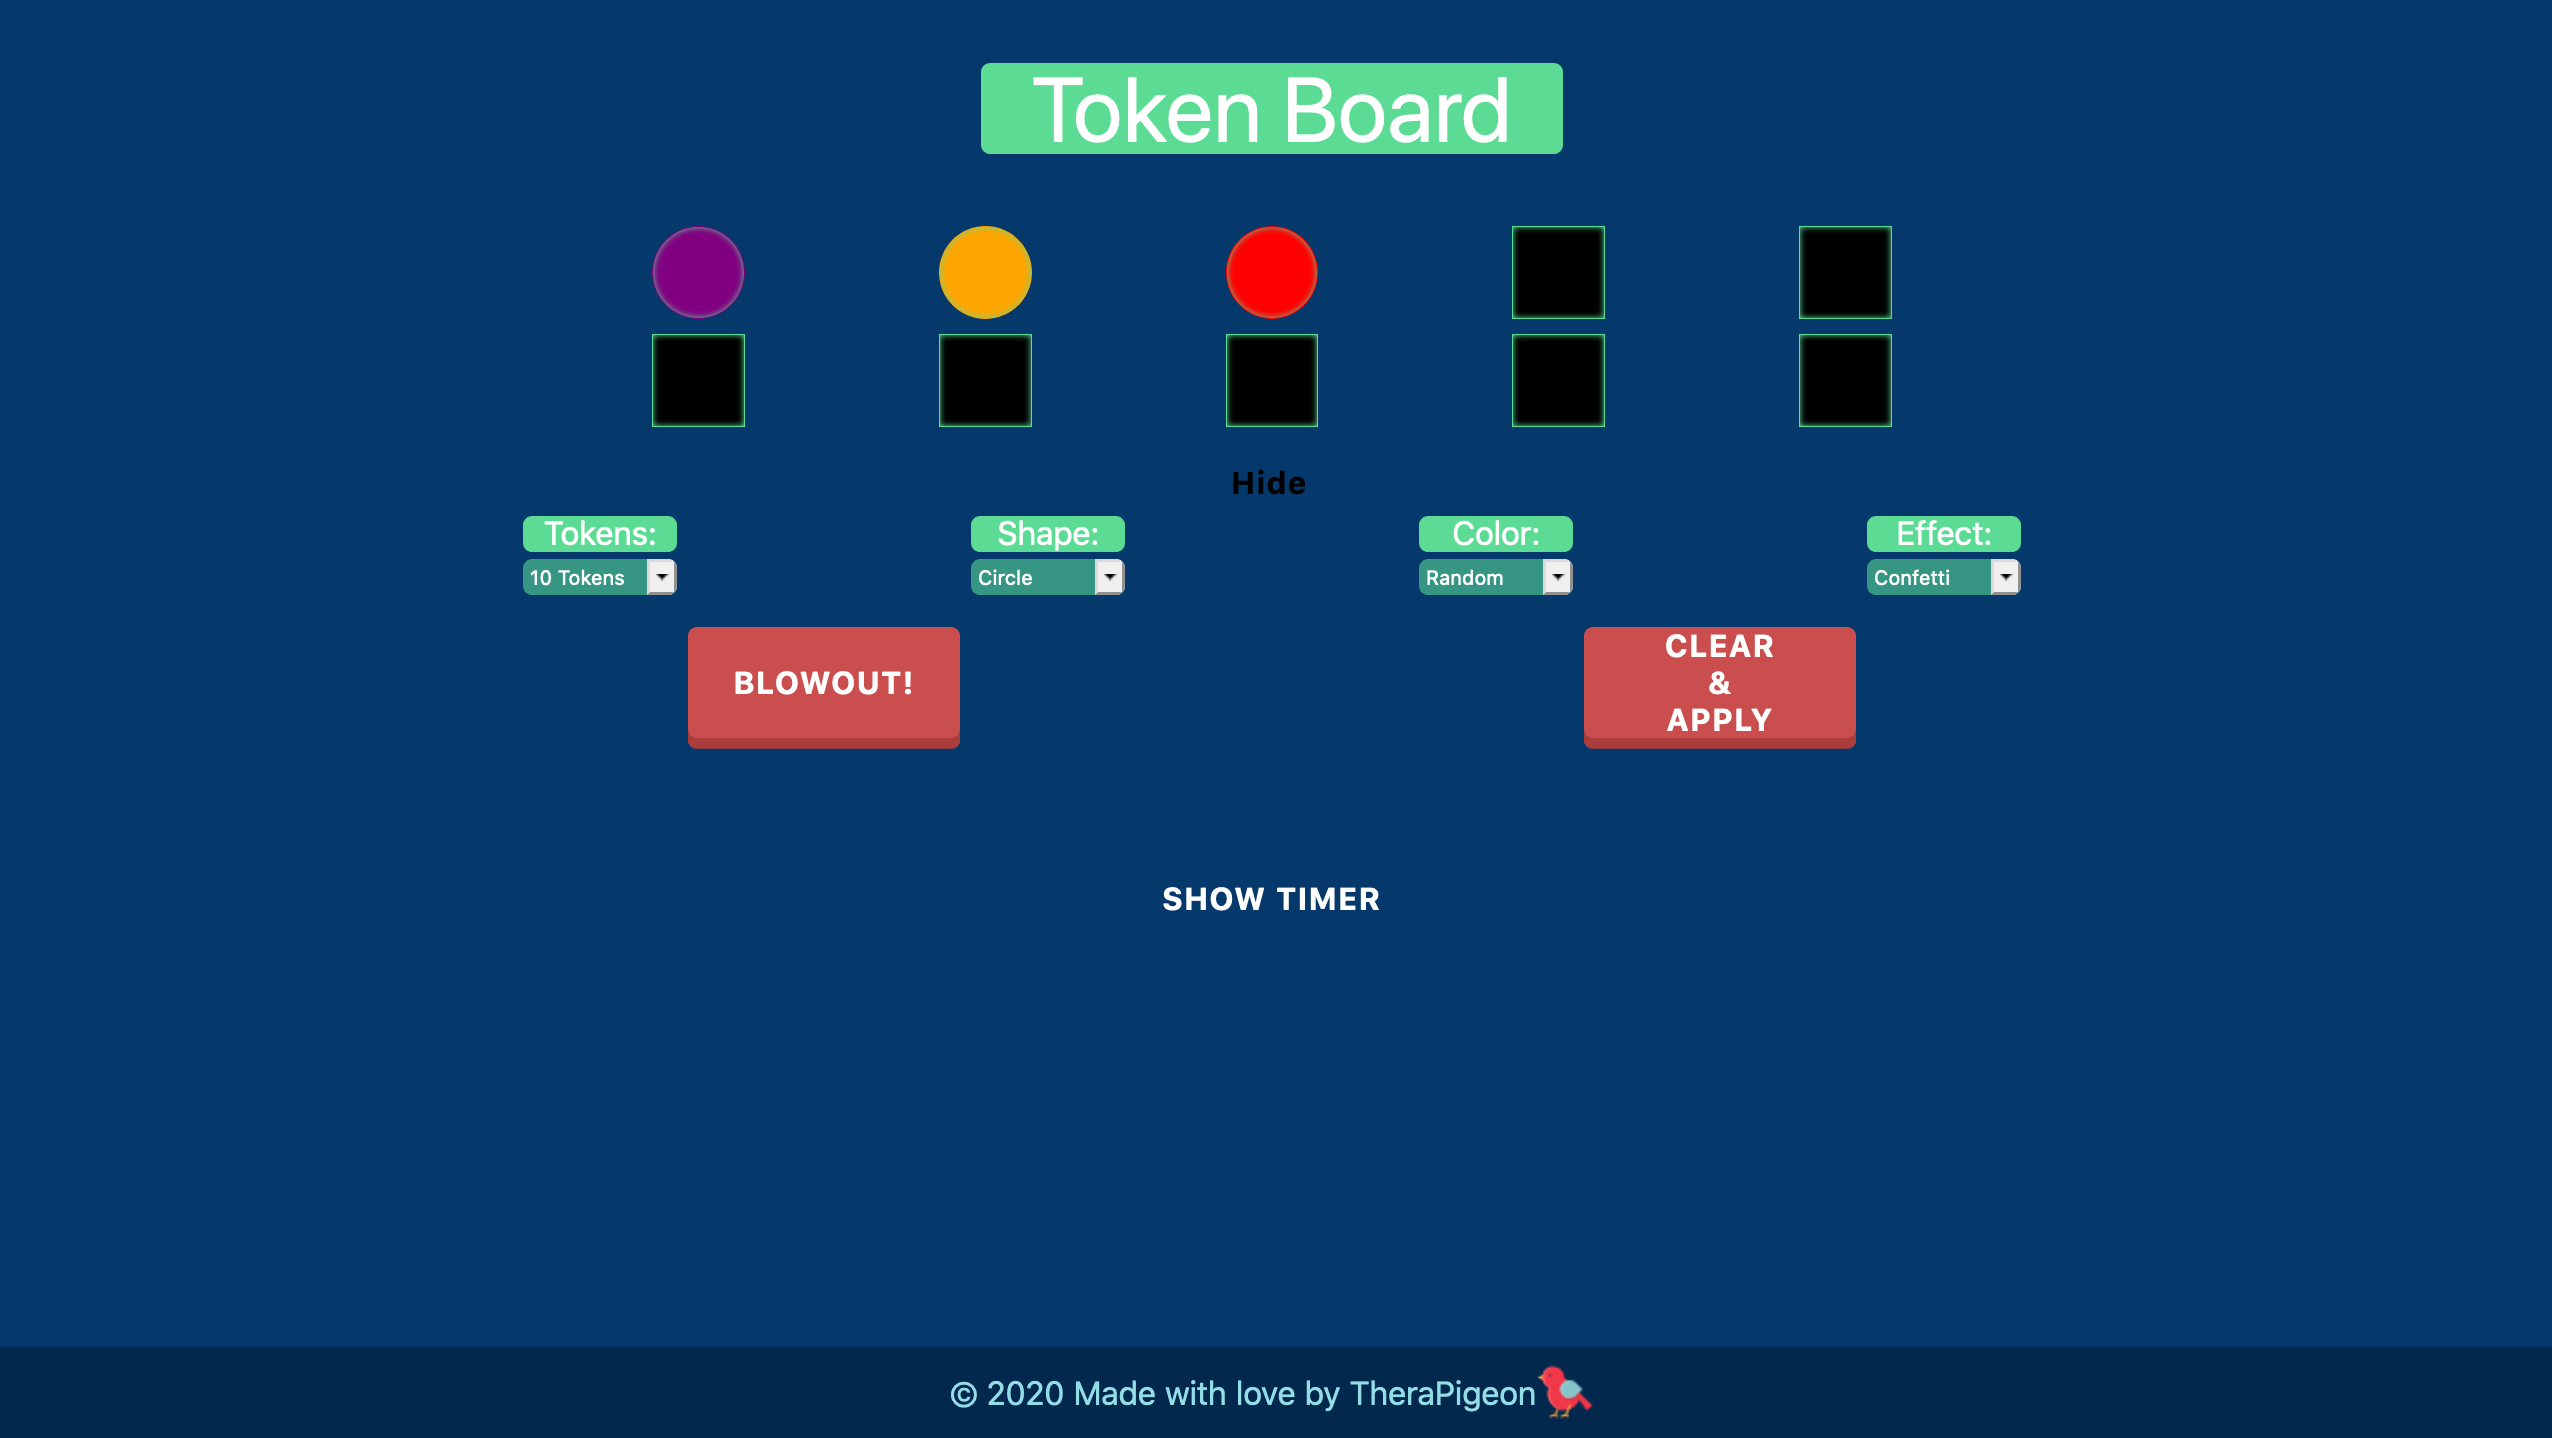 Token Board
Hide
Tokens: Shape: Color: Effect:
10 Tokens Circle Random Confetti
BLOWOUT!
CLEAR
&
APPLY
SHOW TIMER
© 2020 Made with love by TheraPigeon